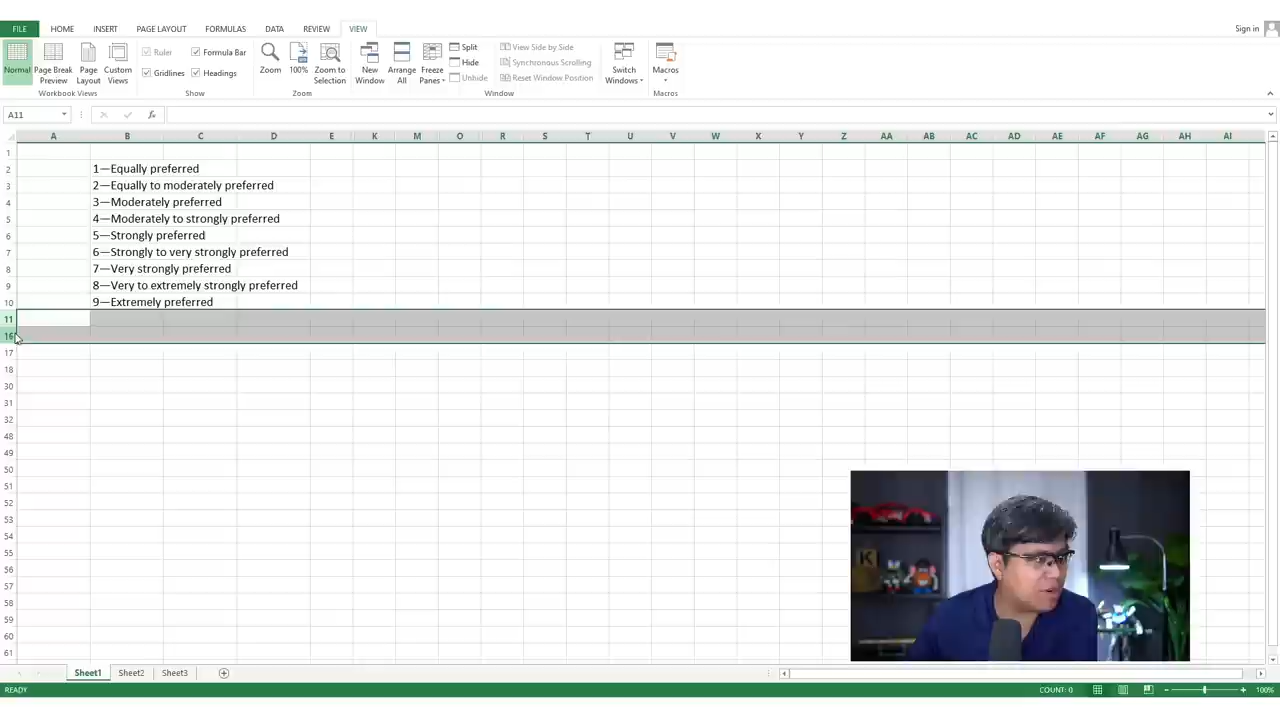 FILE HOME INSERT PAGE LAYOUT FORMULAS DATA REVIEW VIEW Sign in
Normal Page Break Preview Page Layout Custom Views Ruler Formula Bar Gridlines Headings Zoom 100% Zoom to Selection New Window Arrange All Freeze Panes Split Hide Unhide View Side by Side Synchronous Scrolling Reset Window Position Switch Windows Macros
Workbook Views Show Zoom Window Macros
A11 fx
A B C D E K L M O R S T U V W X Y Z AA AB AC AD AE AF AG AH AI
1
2 1—Equally preferred
3 2—Equally to moderately preferred
4 3—Moderately preferred
5 4—Moderately to strongly preferred
6 5—Strongly preferred
7 6—Strongly to very strongly preferred
8 7—Very strongly preferred
9 8—Very to extremely strongly preferred
10 9—Extremely preferred
11
16
17
18
30
31
32
48
49
50
51
52
53
54
55
56
57
58
59
60
61
K
Sheet1 Sheet2 Sheet3
READY COUNT: 0 100%